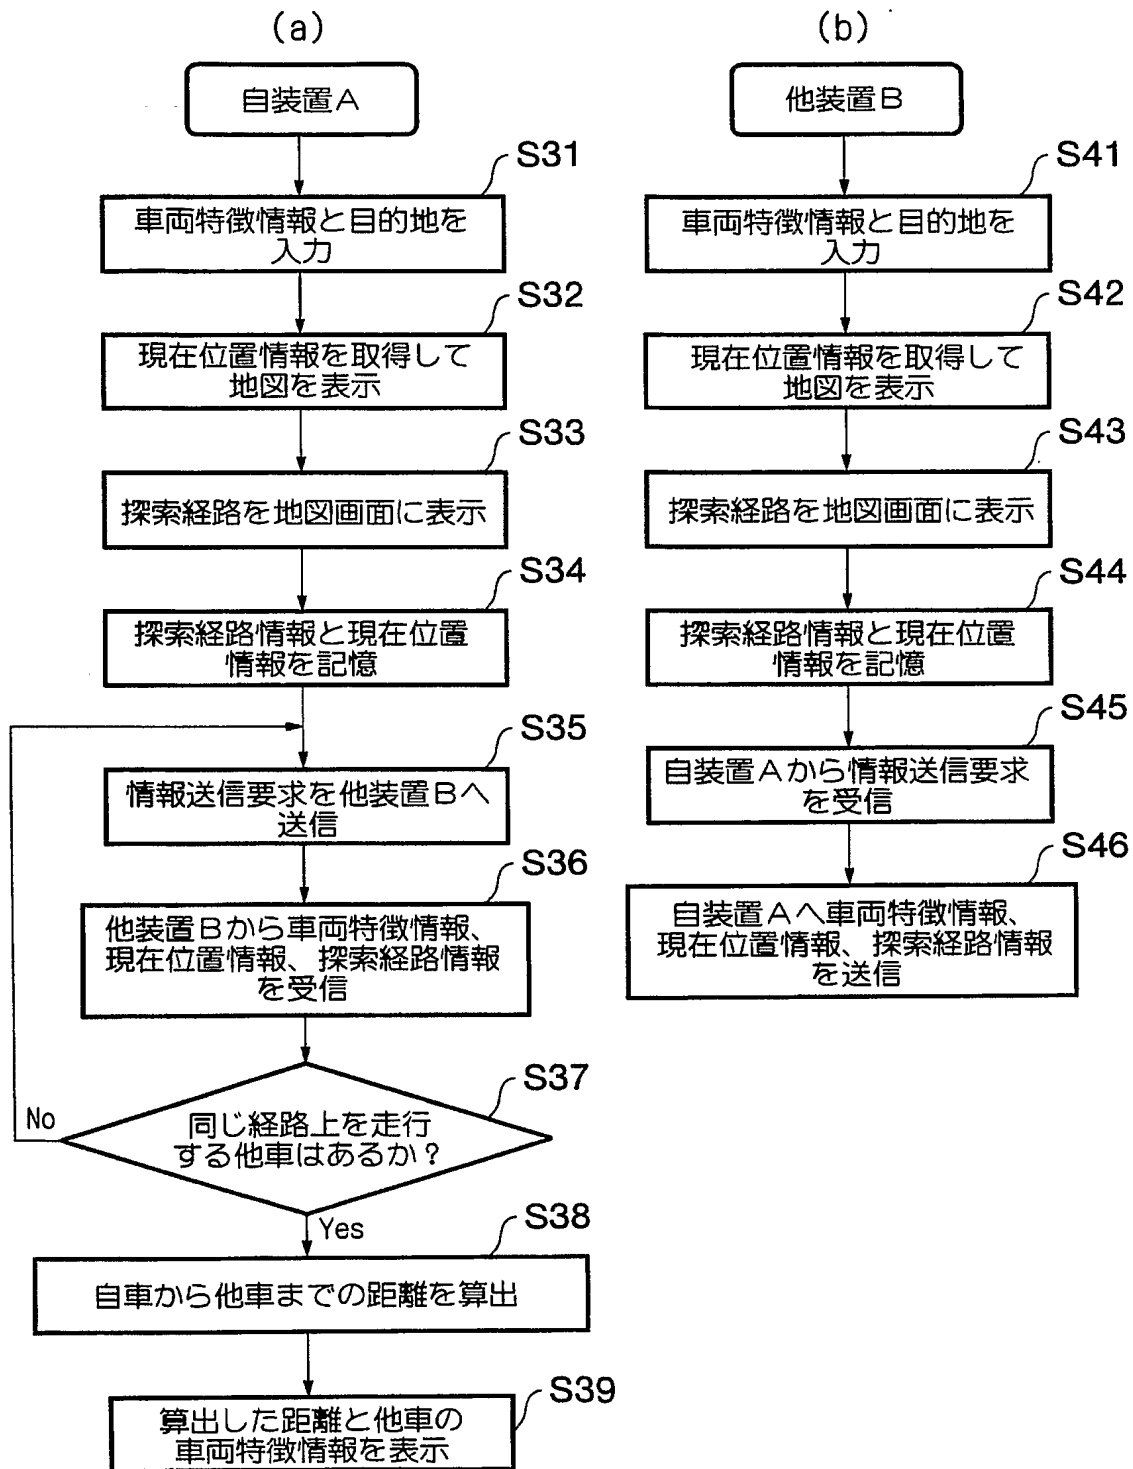 (a)
自装置A
S31
車両特徴情報と目的地を
入力
S32
現在位置情報を取得して
地図を表示
S33
探索経路を地図画面に表示
S34
探索経路情報と現在位置
情報を記憶
S35
情報送信要求を他装置Bへ
送信
S36
他装置Bから車両特徴情報、
現在位置情報、探索経路情報
を受信
S37
同じ経路上を走行
する他車はあるか?
No
Yes
S38
自車から他車までの距離を算出
S39
算出した距離と他車の
車両特徴情報を表示
(b)
他装置B
S41
車両特徴情報と目的地を
入力
S42
現在位置情報を取得して
地図を表示
S43
探索経路を地図画面に表示
S44
探索経路情報と現在位置
情報を記憶
S45
自装置Aから情報送信要求
を受信
S46
自装置Aへ車両特徴情報、
現在位置情報、探索経路情報
を送信